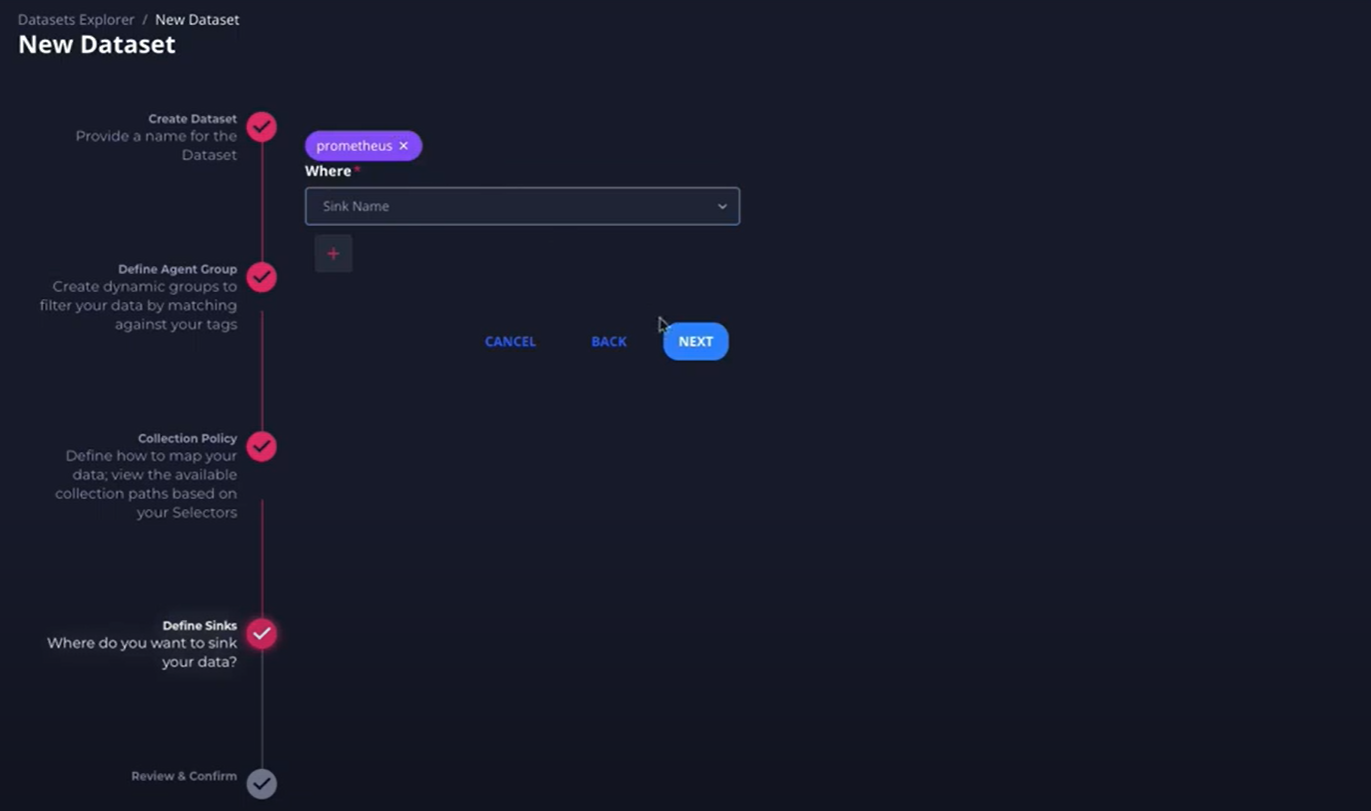 Datasets Explorer / New Dataset
New Dataset
Create Dataset
Provide a name for the
Dataset
Define Agent Group
Create dynamic groups to
filter your data by matching
against your tags
Collection Policy
Define how to map your
data; view the available
collection paths based on
your Selectors
Define Sinks
Where do you want to sink
your data?
Review & Confirm
prometheus ×
Where *
Sink Name
+
CANCEL BACK NEXT